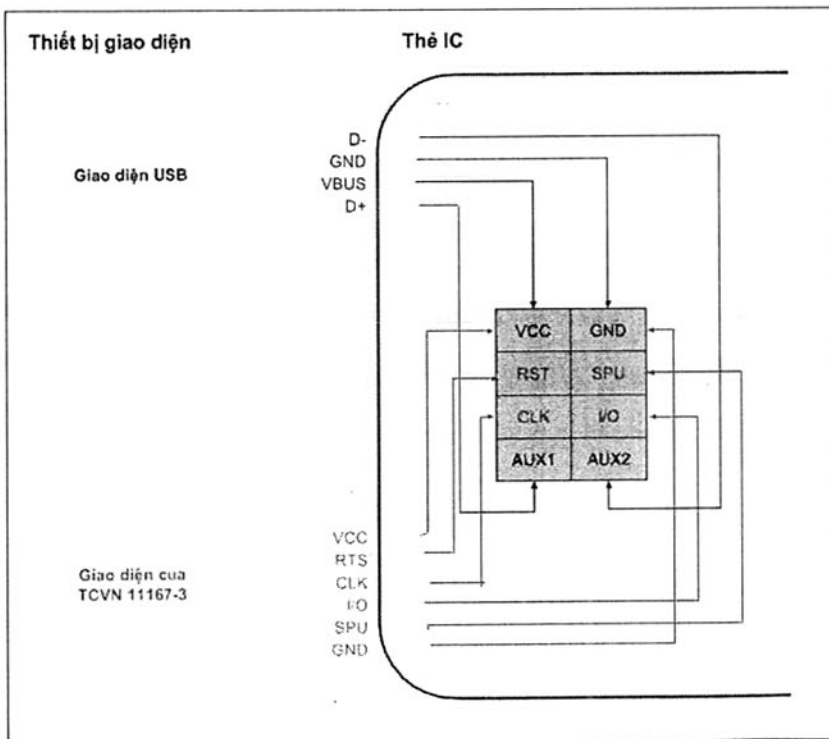 Thiết bị giao diện
Thẻ IC
D-
GND
Giao diện USB
VBUS
D+
VCC GND
RST SPU
CLK I/O
AUX1 AUX2
VCC
RTS
Giao diện cua
CLK
TCVN 11167-3
I/O
SPU
GND